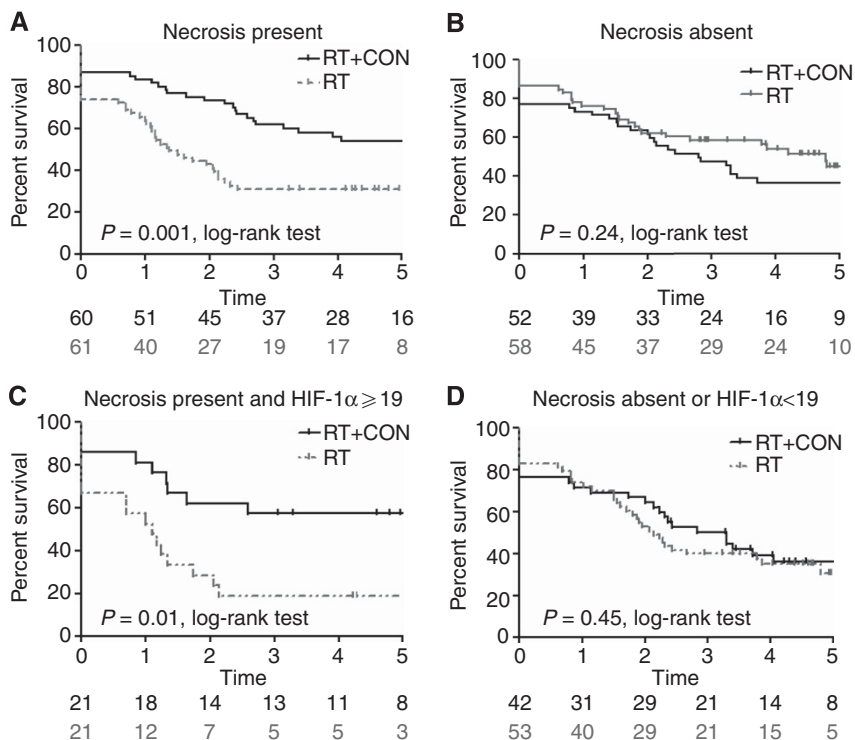 A
Necrosis present
100
80
60
40
20
0
Percent survival
RT+CON
RT
P = 0.001, log-rank test
0 1 2 3 4 5
Time
60 51 45 37 28 16
61 40 27 19 17 8
B
Necrosis absent
100
80
60
40
20
0
Percent survival
RT+CON
RT
P = 0.24, log-rank test
0 1 2 3 4 5
Time
52 39 33 24 16 9
58 45 37 29 24 10
C
Necrosis present and HIF-1α⩾19
100
80
60
40
20
0
Percent survival
RT+CON
RT
P = 0.01, log-rank test
0 1 2 3 4 5
Time
21 18 14 13 11 8
21 12 7 5 5 3
D
Necrosis absent or HIF-1α<19
100
80
60
40
20
0
Percent survival
RT+CON
RT
P = 0.45, log-rank test
0 1 2 3 4 5
Time
42 31 29 21 14 8
53 40 29 21 15 5